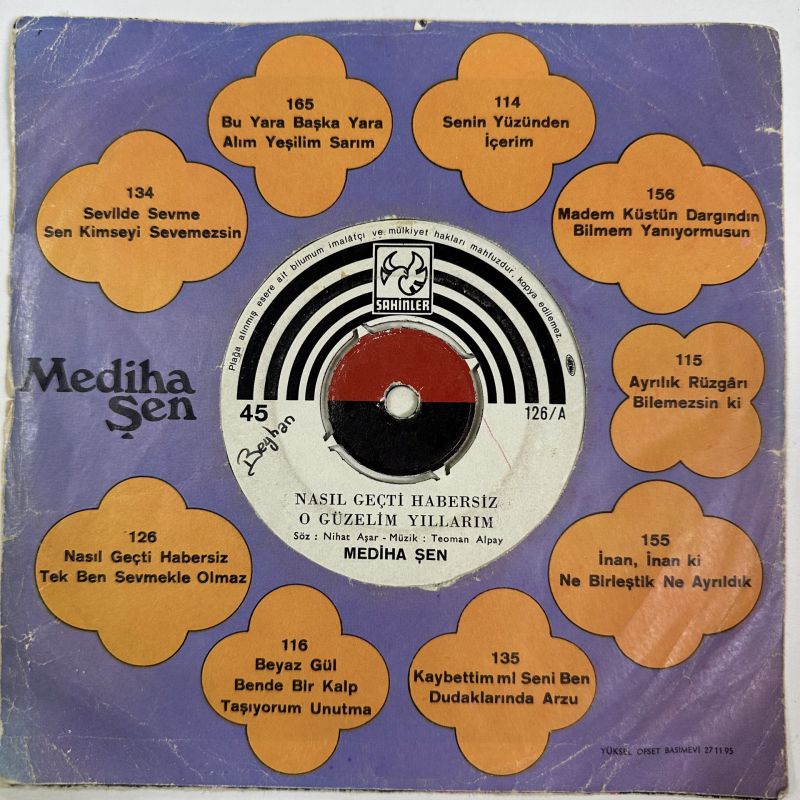 165
Bu Yara Başka Yara
Alım Yeşilim Sarım
114
Senin Yüzünden
İçerim
134
Sevilde Sevme
Sen Kimseyi Sevemezsin
156
Madem Küstün Dargındın
Bilmem Yanıyormusun
Plağa alınmış esere ait bilumum imalâtçı ve mülkiyet hakları mahfuzdur, kopya edilemez.
ŞAHİNLER
Mediha
Şen
115
Ayrılık Rüzgârı
Bilemezsin ki
45
126/A
Beyhan
NASIL GEÇTİ HABERSİZ
O GÜZELİM YILLARIM
Söz : Nihat Aşar - Müzik : Teoman Alpay
MEDİHA ŞEN
126
Nasıl Geçti Habersiz
Tek Ben Sevmekle Olmaz
155
İnan, İnan ki
Ne Birleştik Ne Ayrıldık
116
Beyaz Gül
Bende Bir Kalp
Taşıyorum Unutma
135
Kaybettim mi Seni Ben
Dudaklarında Arzu
YÜKSEL OFSET BASIMEVİ 27 11 95